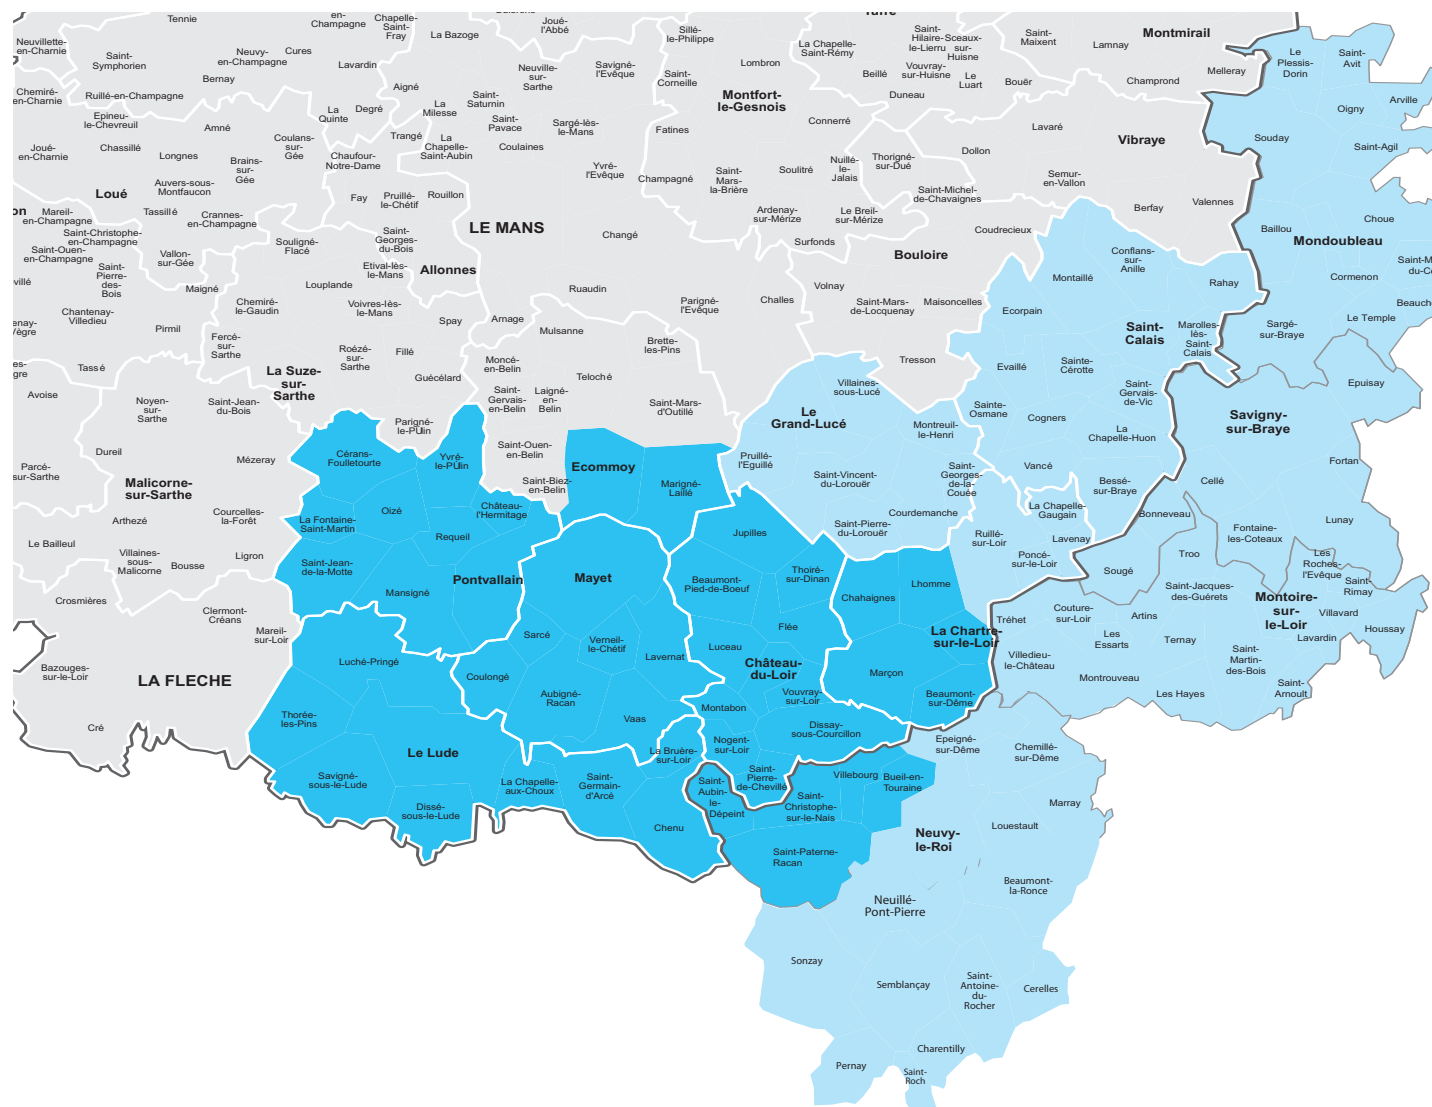 Tennie
en-
Champagne
Chapelle-
Saint-
Fray
La Bazoge
Joué-
l'Abbé
Sillé-
le-Philippe
La Chapelle-
Saint-Rémy
Saint-
Hilaire-
le-Lierru
Sceaux-
sur-
Huisne
Saint-
Maixent
Lamnay
Montmirail
Melleray
Le
Plessis-
Dorin
Saint-
Avit
Neuvillette-
en-Charnie
Saint-
Symphorien
Neuvy-
en-Champagne
Cures
Lavardin
Bernay
Aigné
Neuville-
sur-
Sarthe
Savigné-
l'Evêque
Saint-
Corneille
Lombron
Beillé
Vouvray-
sur-Huisne
Le
Luart
Bouër
Champrond
Duneau
Chemiré-
en-Charnie
Ruillé-en-Champagne
Epineu-
le-Chevreuil
Amné
La
Quinte
Degré
La
Milesse
Saint-
Saturnin
Saint-
Pavace
Sargé-lès-
le-Mans
Montfort-
le-Gesnois
Fatines
Connerré
Lavaré
Vibraye
Oigny
Arville
Souday
Saint-Agil
Joué-
en-Charnie
Chassillé
Longnes
Brains-
sur-
Gée
Coulans-
sur-
Gée
Chaufour-
Notre-Dame
Trangé
La
Chapelle-
Saint-Aubin
Coulaines
Yvré-
l'Evêque
Champagné
Saint-
Mars-
la-Brière
Soulitré
Nuillé-
le-
Jalais
Thorigné-
sur-Dué
Dollon
Semur-
en-Vallon
Loué
Auvers-sous-
Montfaucon
Fay
Pruillé-
le-Chétif
Rouillon
Ardenay-
sur-Mérize
Le Breil-
sur-Mérize
Saint-Michel-
de-Chavaignes
Berfay
Valennes
on
Mareil-
en-Champagne
Tassillé
Crannes-
en-Champagne
Saint-Christophe-
en-Champagne
Saint-Ouen-
en-Champagne
Vallon-
sur-Gée
Souligné-
Flacé
Saint-
Georges-
du-Bois
LE MANS
Changé
Surfonds
Coudrecieux
Bouloire
Baillou
Choue
Mondoubleau
Conflans-
sur-
Anille
Saint-
Pierre-
des-
Bois
villé
Maigné
Louplande
Etival-lès-
le-Mans
Allonnes
Ruaudin
Parigné-
l'Evêque
Challes
Volnay
Saint-Mars-
de-Locquenay
Maisoncelles
Montaillé
Rahay
Cormenon
Saint-M
du-C
Chantenay-
Villedieu
Pirmil
Chemiré-
le-Gaudin
Voivres-lès-
le-Mans
Spay
Arnage
Mulsanne
Brette-
les-Pins
Ecorpain
Saint-
Calais
Marolles-
lès-
Saint-
Calais
Sargé-
sur-Braye
Le Temple
Beauch
enay-
Vègre
Fercé-
sur-
Sarthe
Roézé-
sur-
Sarthe
Fillé
Guécélard
Moncé-
en-Belin
Teloché
Tresson
Evaillé
Sainte-
Cérotte
Tassé
La Suze-
sur-
Sarthe
es-
gre
Avoise
Noyen-
sur-
Sarthe
Saint-Jean-
du-Bois
Parigné-
le-Pôlin
Saint-
Gervais-
en-Belin
Laigné-
en-
Belin
Saint-Mars-
d'Outillé
Villaines-
sous-Lucé
Le
Grand-Lucé
Montreuil-
le-Henri
Sainte-
Osmane
Cogners
Saint-
Gervais-
de-Vic
La
Chapelle-Huon
Savigny-
sur-Braye
Epuisay
Fortan
Parcé-
sur-Sarthe
Dureil
Mézeray
Malicorne-
sur-Sarthe
Cérans-
Foulletourte
Yvré-
le-Pôlin
Saint-Ouen-
en-Belin
Saint-Biez-
en-Belin
Ecommoy
Marigné-
Laillé
Pruillé-
l'Eguillé
Saint-Vincent-
du-Lorouër
Saint-
Georges-
de-la-
Couée
Vancé
Bessé-
sur-Braye
Cellé
Arthezé
Courcelles-
la-Forêt
La Fontaine-
Saint-Martin
Oizé
Château-
l'Hermitage
Requeil
Jupilles
Saint-Pierre-
du-Lorouër
Courdemanche
Ruillé-
sur-Loir
La Chapelle-
Gaugain
Lavenay
Bonneveau
Fontaine-
les-Coteaux
Lunay
Le Bailleul
Villaines-
sous-
Malicorne
Bousse
Ligron
Saint-Jean-
de-la-Motte
Mansigné
Pontvallain
Mayet
Beaumont-
Pied-de-Boeuf
Thoiré-
sur-Dinan
Chahaignes
Lhomme
Poncé-
sur-le-Loir
Sougé
Troo
Saint-Jacques-
des-Guérets
Les
Roches-
l'Evêque
Saint-
Rimay
Montoire-
sur-
le-Loir
Villavard
Lavardin
Houssay
Crosmières
Clermont-
Créans
Mareil-
sur-Loir
Sarcé
Verneil-
le-Chétif
Lavernat
Luceau
Flée
La Chartre-
sur-le-Loir
Tréhet
Couture-
sur-Loir
Artins
Les
Essarts
Ternay
Bazouges-
sur-le-Loir
LA FLECHE
Luché-Pringé
Coulongé
Aubigné-
Racan
Château-
du-Loir
Marçon
Villedieu-
le-Château
Montrouveau
Les Hayes
Saint-
Martin-
des-Bois
Saint-
Arnoult
Cré
Thorée-
les-Pins
Vaas
Montabon
Vouvray-
sur-Loir
Beaumont-
sur-Dême
Dissay-
sous-Courcillon
Nogent-
sur-Loir
Le Lude
La Bruère-
sur-Loir
Epeigné-
sur-Dême
Chemillé-
sur-Dême
Savigné-
sous-le-Lude
La Chapelle-
aux-Choux
Saint-
Germain-
d'Arcé
Saint-
Aubin-
le-
Dépeint
Saint-
Pierre-
de-Chevillé
Villebourg
Bueil-en-
Touraine
Saint-
Christophe-
sur-le-Nais
Marray
Dissé-
sous-le-Lude
Chenu
Louestault
Neuvy-
le-Roi
Saint-Paterne-
Racan
Beaumont-
la-Ronce
Neuillé-
Pont-Pierre
Sonzay
Semblançay
Saint-
Antoine-
du-
Rocher
Cerelles
Charentilly
Pernay
Saint-
Roch